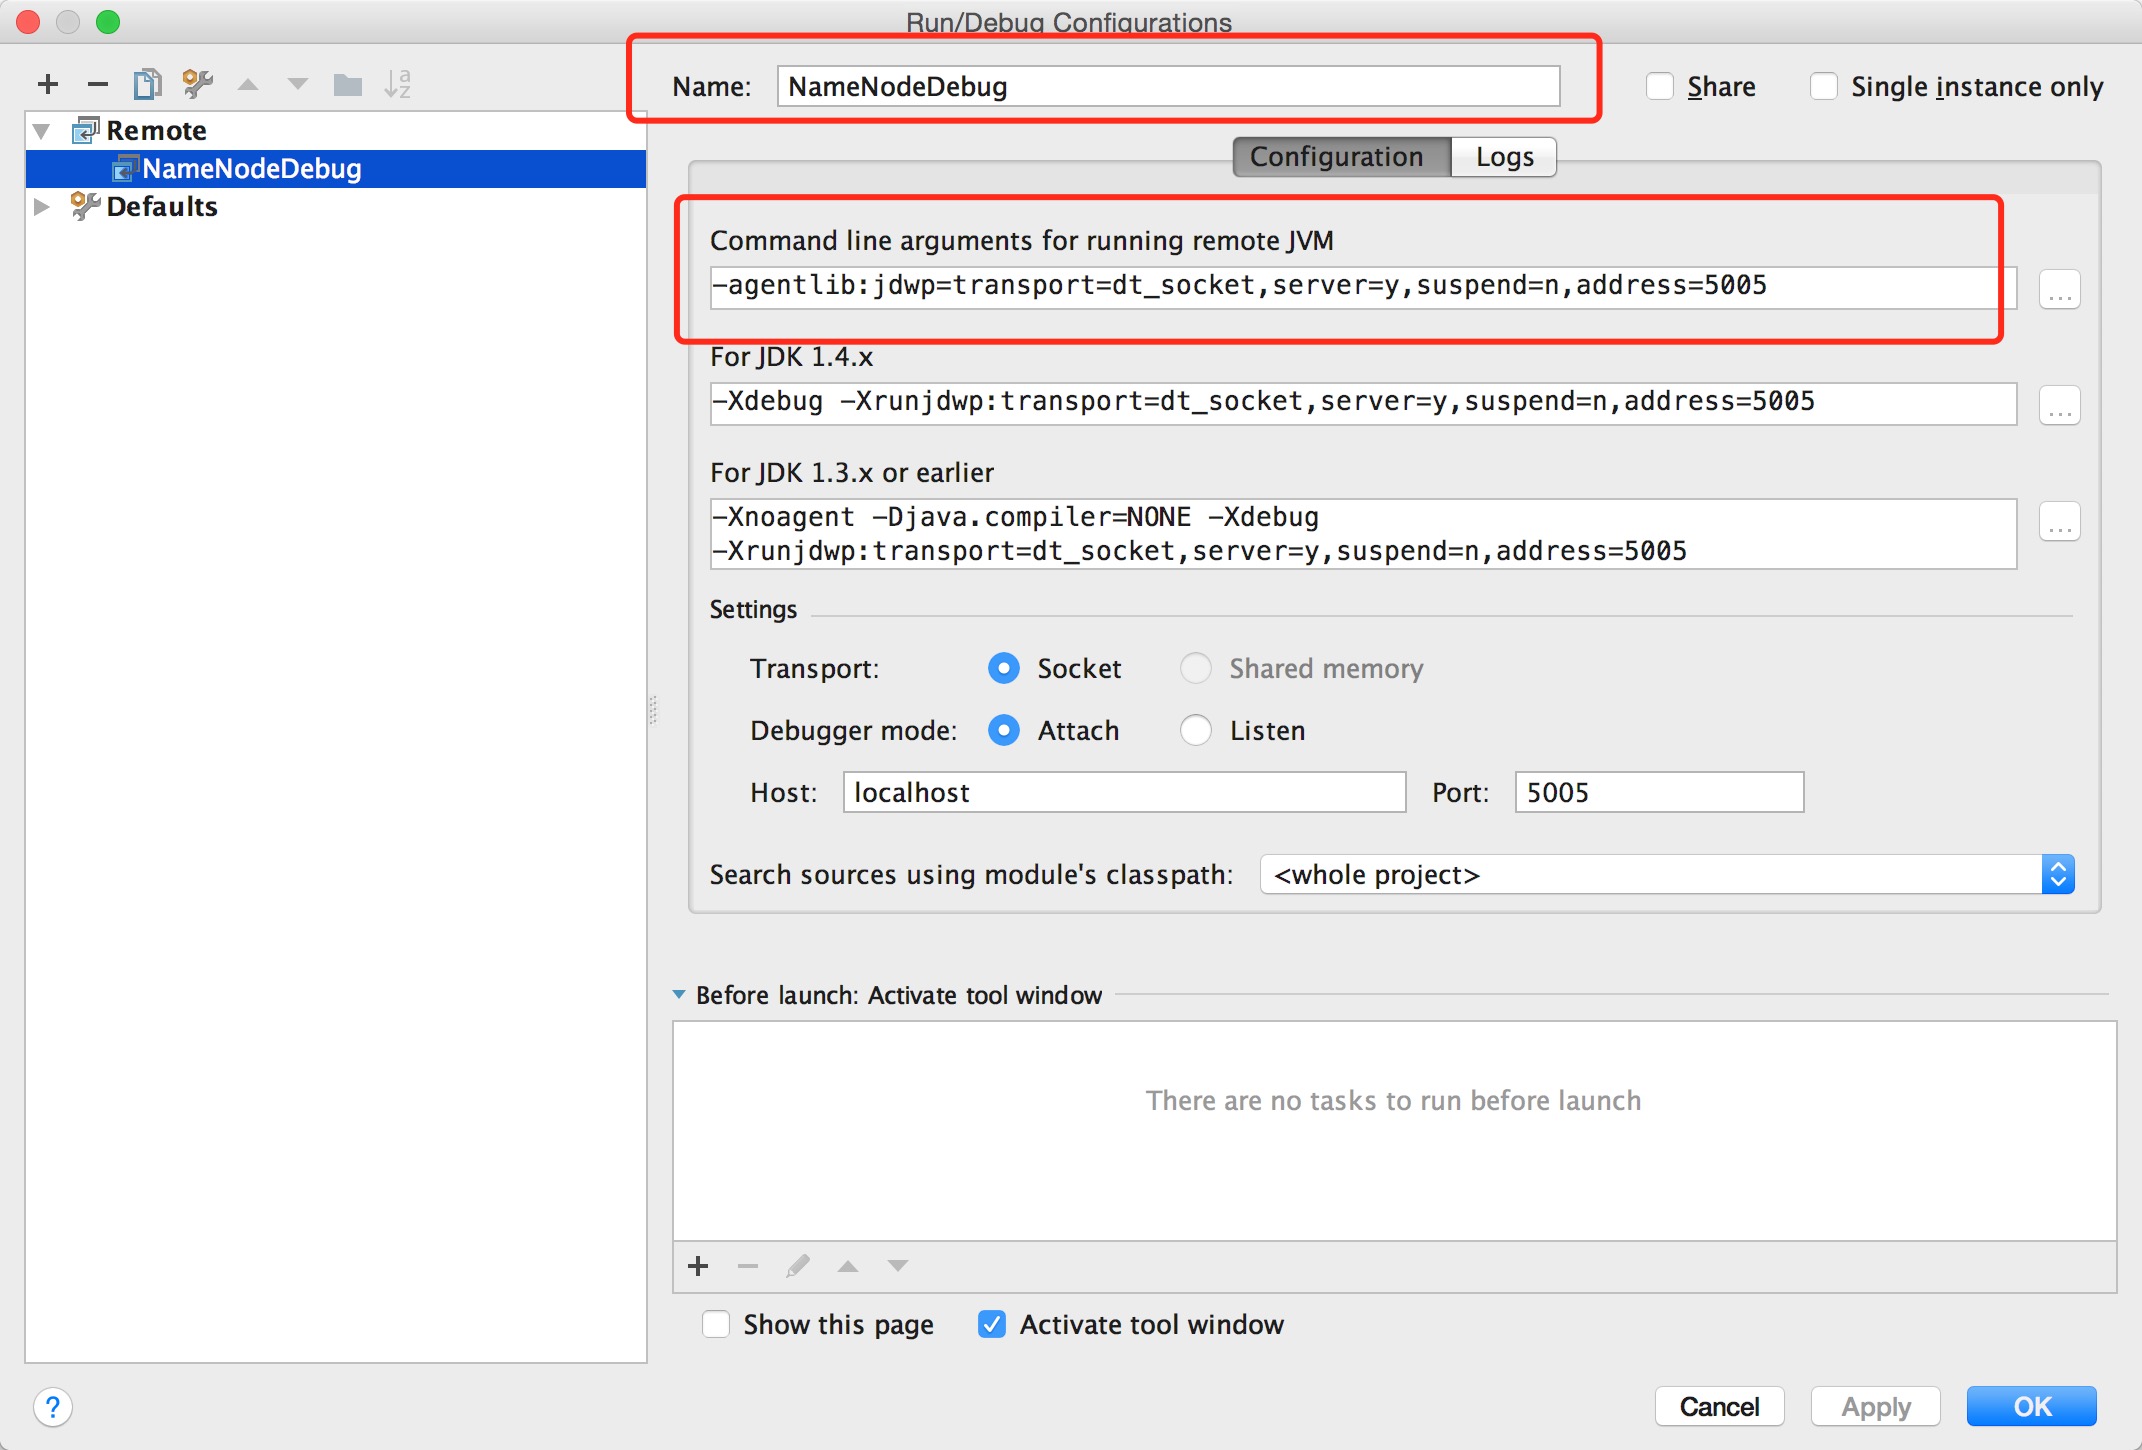 Run/Debug Configurations
Name: NameNodeDebug
Share
Single instance only
Remote
NameNodeDebug
Defaults
Configuration
Logs
Command line arguments for running remote JVM
-agentlib:jdwp=transport=dt_socket,server=y,suspend=n,address=5005
...
For JDK 1.4.x
-Xdebug -Xrunjdwp:transport=dt_socket,server=y,suspend=n,address=5005
...
For JDK 1.3.x or earlier
-Xnoagent -Djava.compiler=NONE -Xdebug
-Xrunjdwp:transport=dt_socket,server=y,suspend=n,address=5005
...
Settings
Transport: Socket Shared memory
Debugger mode: Attach Listen
Host: localhost Port: 5005
Search sources using module's classpath: <whole project>
Before launch: Activate tool window
There are no tasks to run before launch
Show this page Activate tool window
? Cancel Apply OK